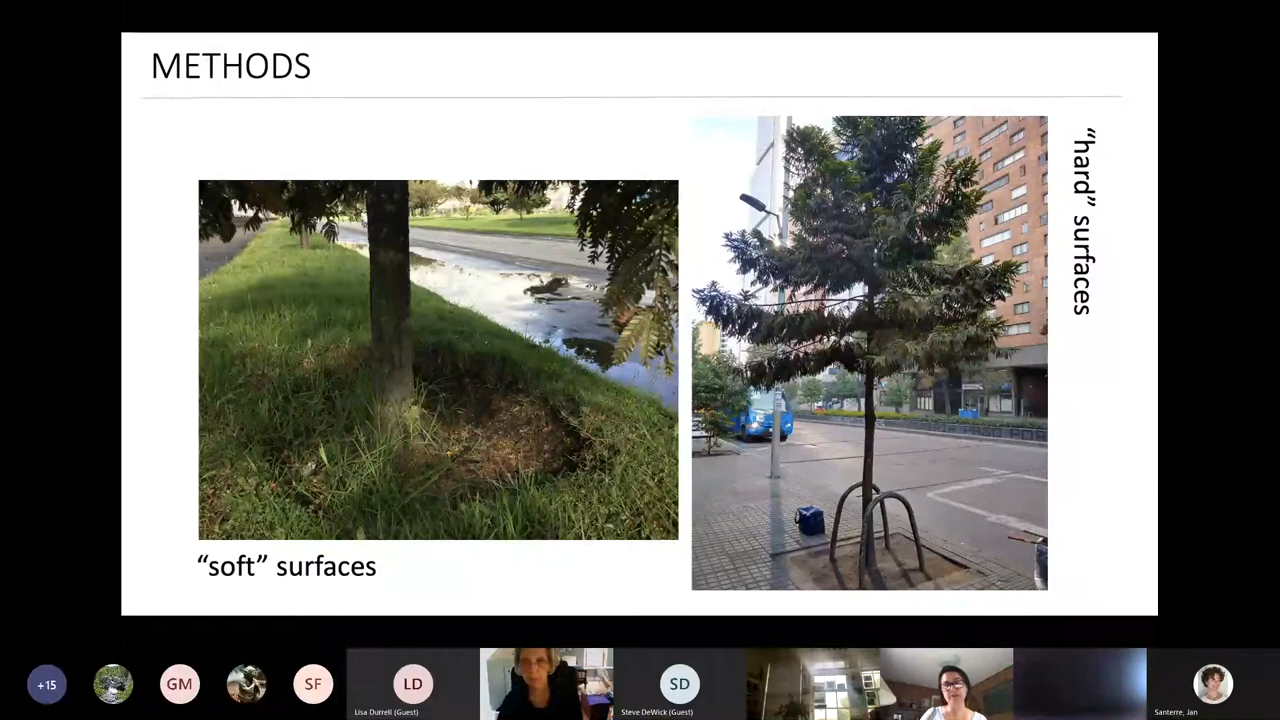 METHODS
"hard" surfaces
"soft" surfaces
+15
GM
SF
LD
Lisa Durrell (Guest)
SD
Steve DeWick (Guest)
Santerre, Jan